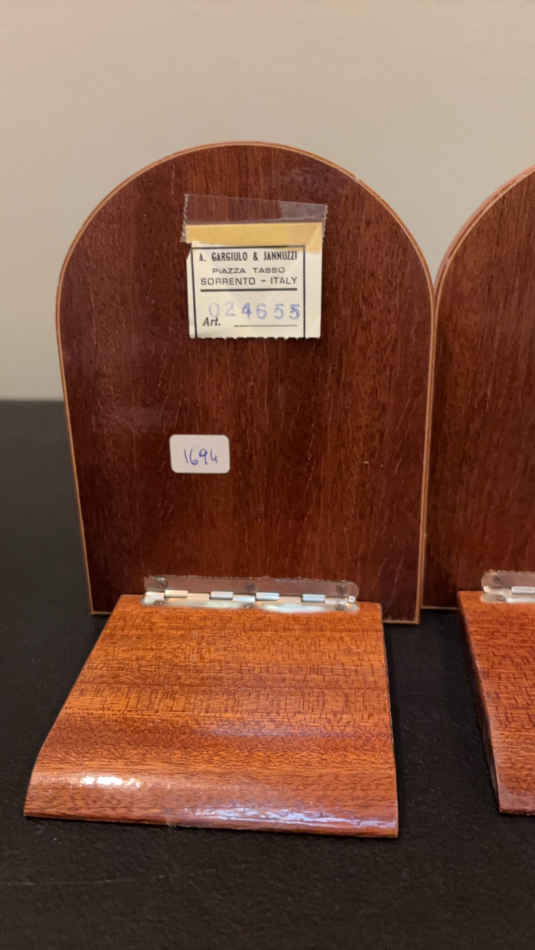 A. GARGIULO & JANNUZZI
PIAZZA TASSO
SORRENTO - ITALY
Art. 024655
1694